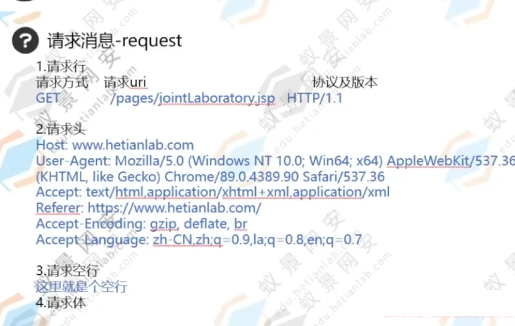 请求消息-request
1.请求行
请求方式 请求uri 协议及版本
GET /pages/jointLaboratory.jsp HTTP/1.1
2.请求头
Host: www.hetianlab.com
User-Agent: Mozilla/5.0 (Windows NT 10.0; Win64; x64) AppleWebKit/537.36
(KHTML, like Gecko) Chrome/89.0.4389.90 Safari/537.36
Accept: text/html,application/xhtml+xml,application/xml
Referer: https://www.hetianlab.com/
Accept-Encoding: gzip, deflate, br
Accept-Language: zh-CN,zh;q=0.9,la;q=0.8,en;q=0.7
3.请求空行
这里就是个空行
4.请求体